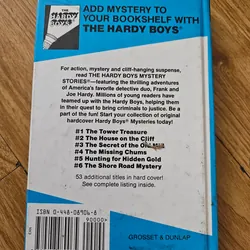 THE
HARDY
BOYS
ADD MYSTERY TO
YOUR BOOKSHELF WITH
THE HARDY BOYS®
For action, mystery and cliff-hanging suspense,
read THE HARDY BOYS MYSTERY
STORIES®-featuring the thrilling adventures
of America's favorite detective duo, Frank and
Joe Hardy. Millions of young readers have
teamed up with the Hardy Boys, helping them
in their quest to bring criminals to justice. Be a
part of the fun! Start your collection of original
hardcover Hardy Boys® Mysteries today!
#1 The Tower Treasure
#2 The House on the Cliff
#3 The Secret of the Old
#4 The Missing Chums
#5 Hunting for Hidden Gold
#6 The Shore Road Mystery
53 additional titles in hard cover!
See complete listing inside.
ISBN 0-448-08906-8
90000
GROSSET & DUNLAP